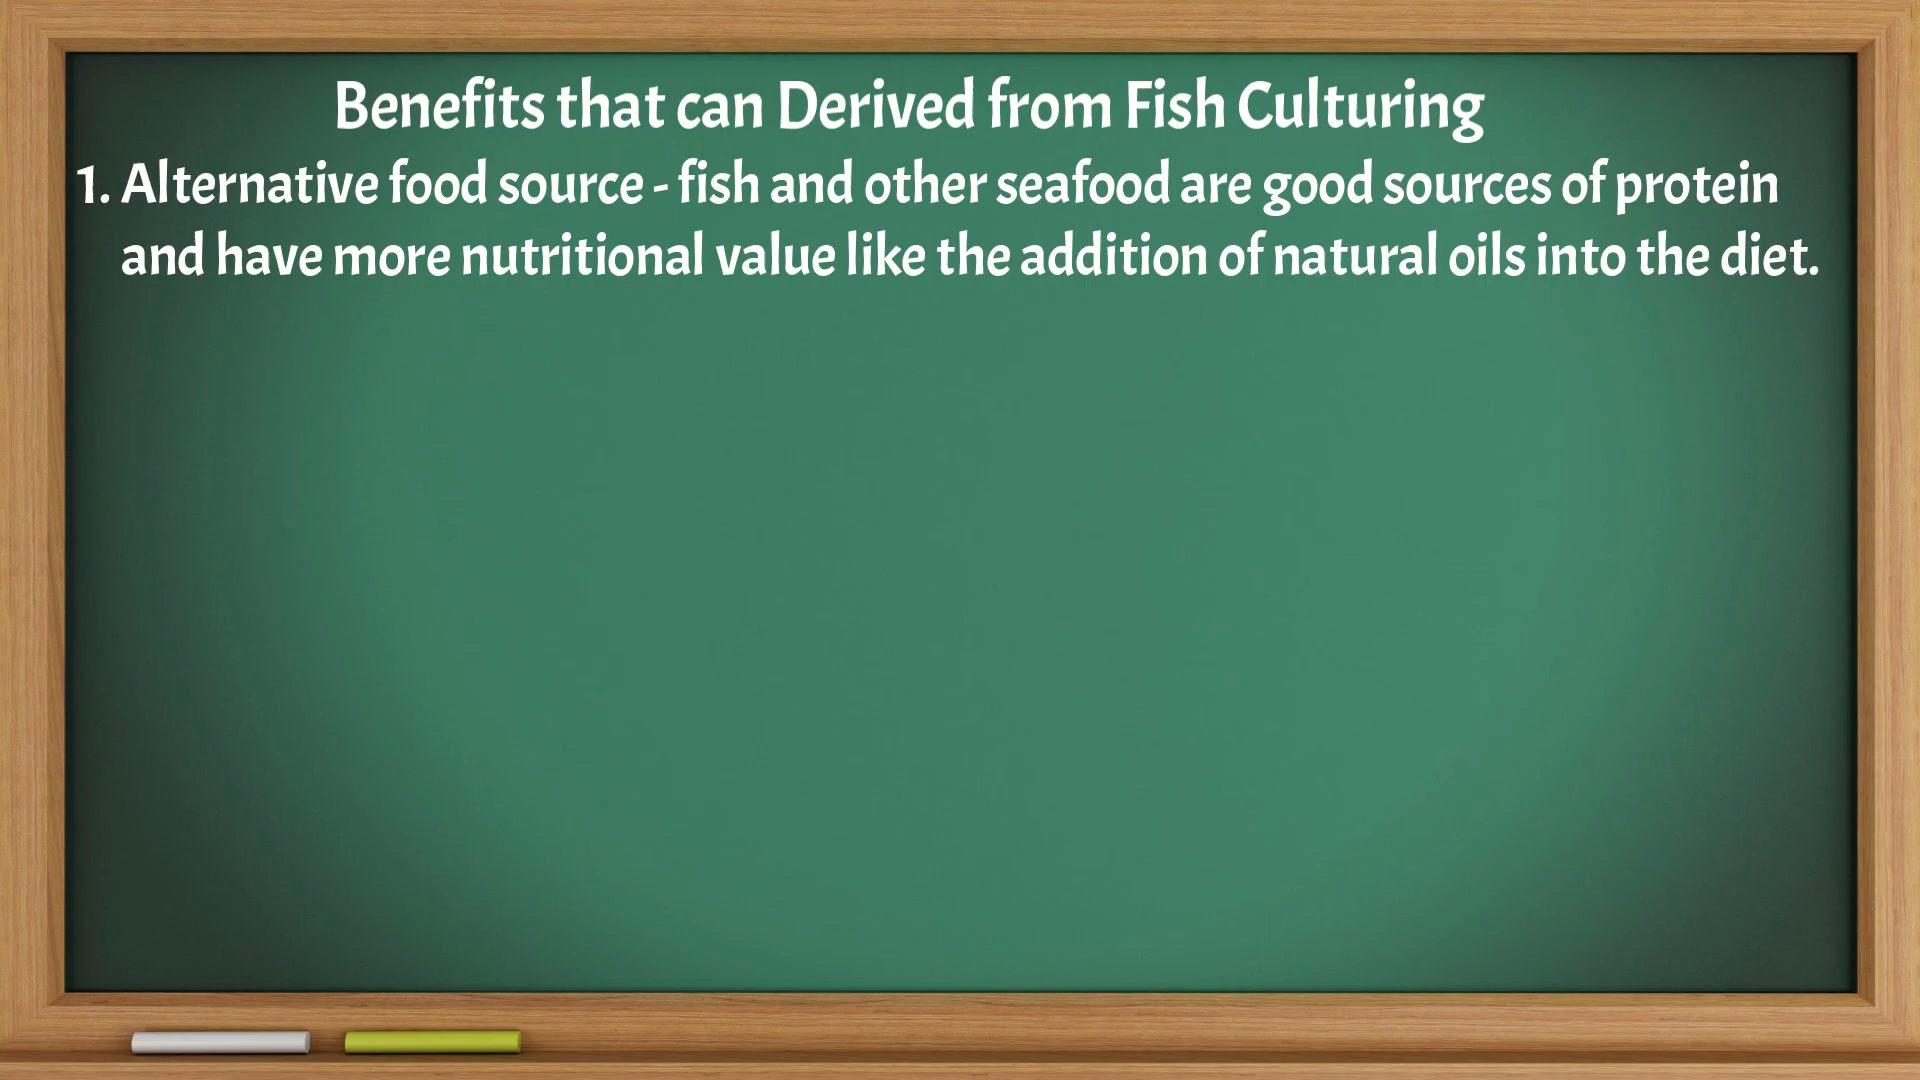 Benefits that can Derived from Fish Culturing
1. Alternative food source - fish and other seafood are good sources of protein
and have more nutritional value like the addition of natural oils into the diet.